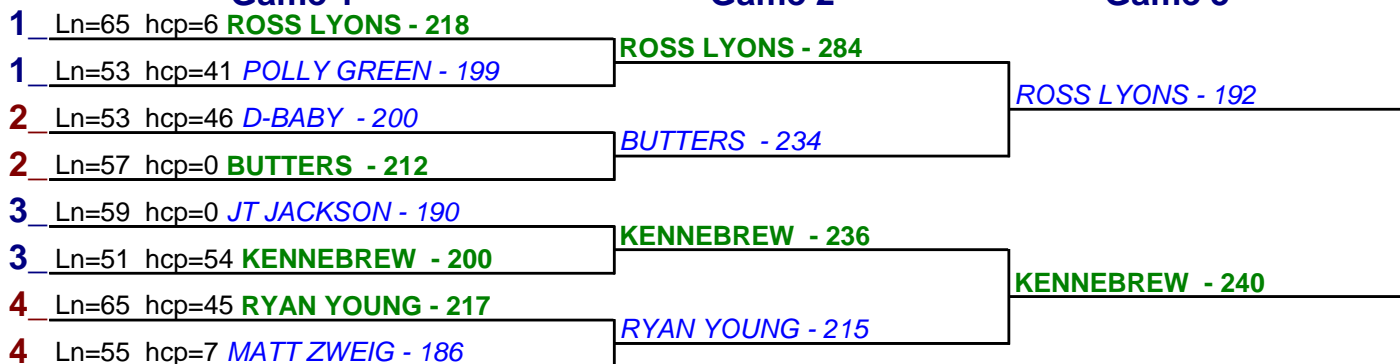 1_ Ln=65 hcp=6 ROSS LYONS - 218
ROSS LYONS - 284
1_ Ln=53 hcp=41 POLLY GREEN - 199
ROSS LYONS - 192
2_ Ln=53 hcp=46 D-BABY - 200
BUTTERS - 234
2_ Ln=57 hcp=0 BUTTERS - 212
3_ Ln=59 hcp=0 JT JACKSON - 190
KENNEBREW - 236
3_ Ln=51 hcp=54 KENNEBREW - 200
KENNEBREW - 240
4_ Ln=65 hcp=45 RYAN YOUNG - 217
RYAN YOUNG - 215
4 Ln=55 hcp=7 MATT ZWEIG - 186